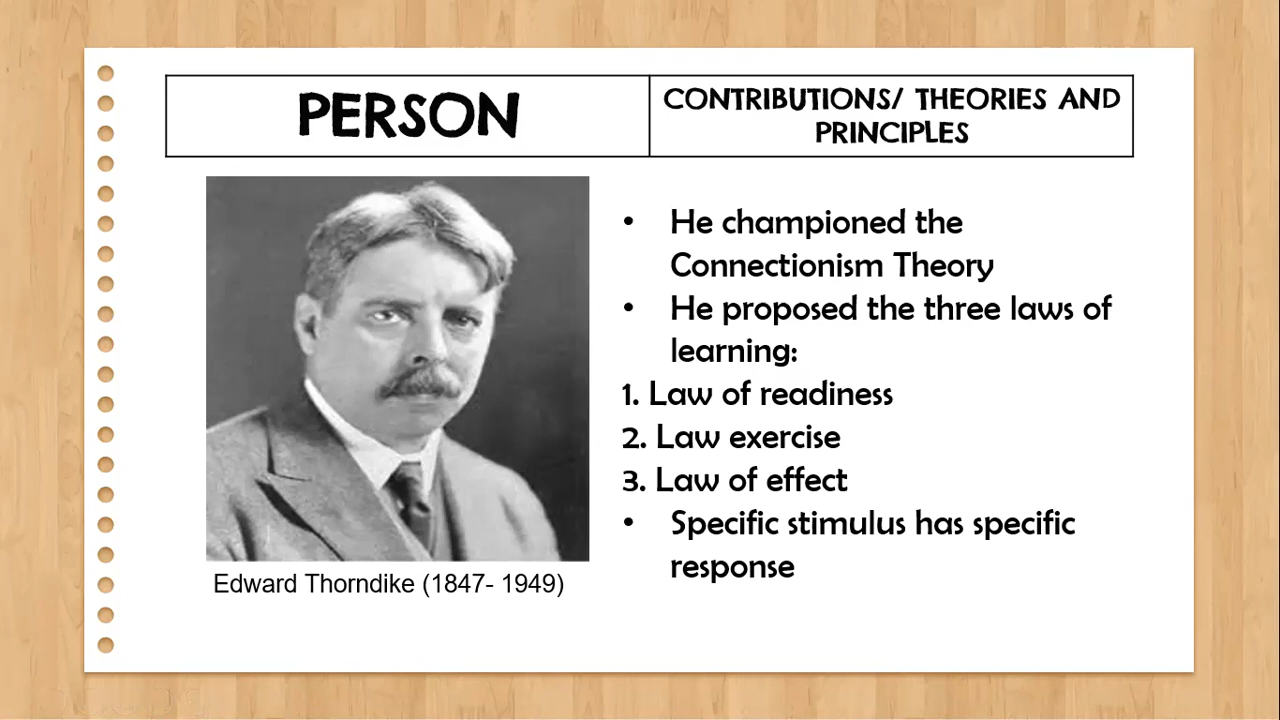 PERSON
CONTRIBUTIONS/ THEORIES AND
PRINCIPLES
• He championed the
Connectionism Theory
• He proposed the three laws of
learning:
1. Law of readiness
2. Law exercise
3. Law of effect
• Specific stimulus has specific
response
Edward Thorndike (1847- 1949)